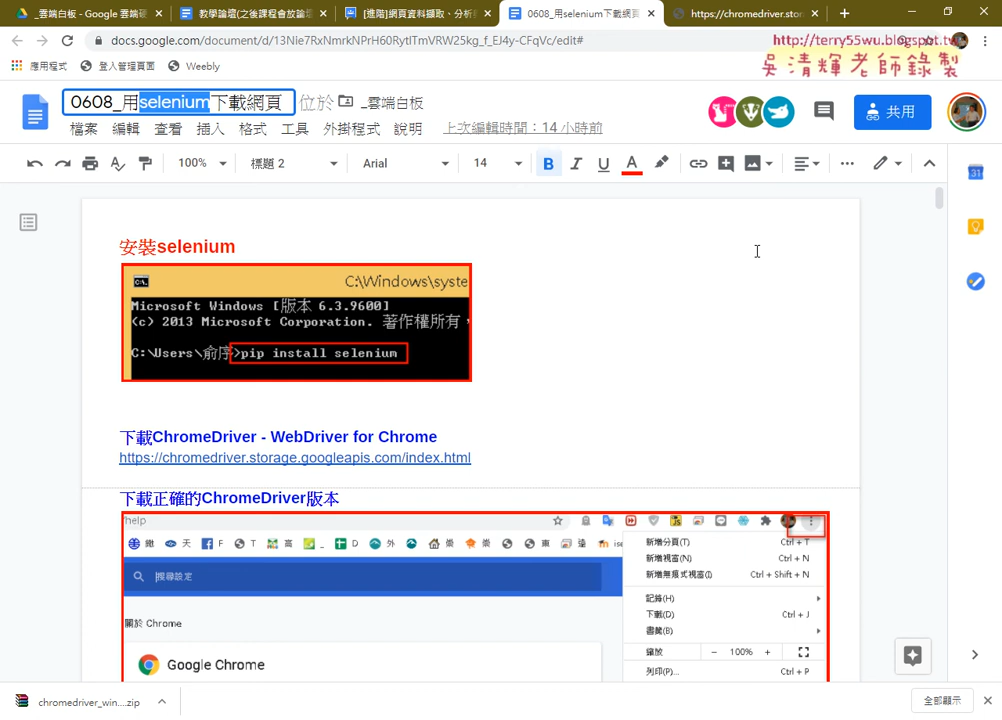 _雲端白板 - Google 雲端硬
教學論壇(之後課程會放論壇
[進階]網頁資料擷取、分析
0608_用selenium下載網頁
https://chromedriver.stor
docs.google.com/document/d/13Nie7RxNmrkNPrH60RytlTmVRW25kg_f_EJ4y-CFqVc/edit#
http://terry55wu.blogspot.tw
吳清輝老師錄製
應用程式
登入管理頁面
Weebly
0608_用selenium下載網頁
位於
_雲端白板
檔案
編輯
查看
插入
格式
工具
外掛程式
說明
上次編輯時間：14 小時前
共用
100%
標題 2
Arial
14
B
I
U
A
31
安裝selenium
C:\Windows\syste
Microsoft Windows [版本 6.3.9600]
(c) 2013 Microsoft Corporation. 著作權所有，
C:\Users\俞序>pip install selenium
下載ChromeDriver - WebDriver for Chrome
https://chromedriver.storage.googleapis.com/index.html
下載正確的ChromeDriver版本
help
搜尋設定
關於 Chrome
Google Chrome
新增分頁(T) Ctrl + T
新增視窗(N) Ctrl + N
新增無痕式視窗(I) Ctrl + Shift + N
記錄(H)
下載(D) Ctrl + J
書籤(B)
縮放 − 100% +
列印(P)... Ctrl + P
chromedriver_win....zip
全部顯示